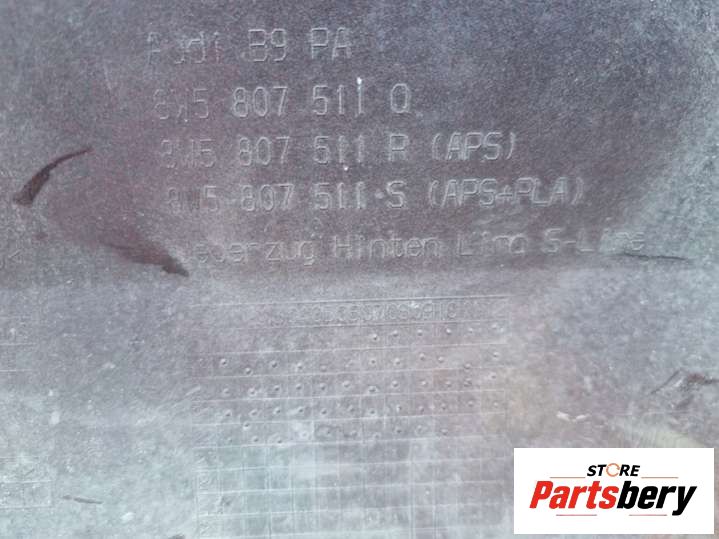 Audi B9 PA
8W5 807 511 Q
8W5 807 511 R (APS)
8W5 807 511 S (APS+PLA)
Ueberzug Hinten Limo S-Line
STORE
Partsbery